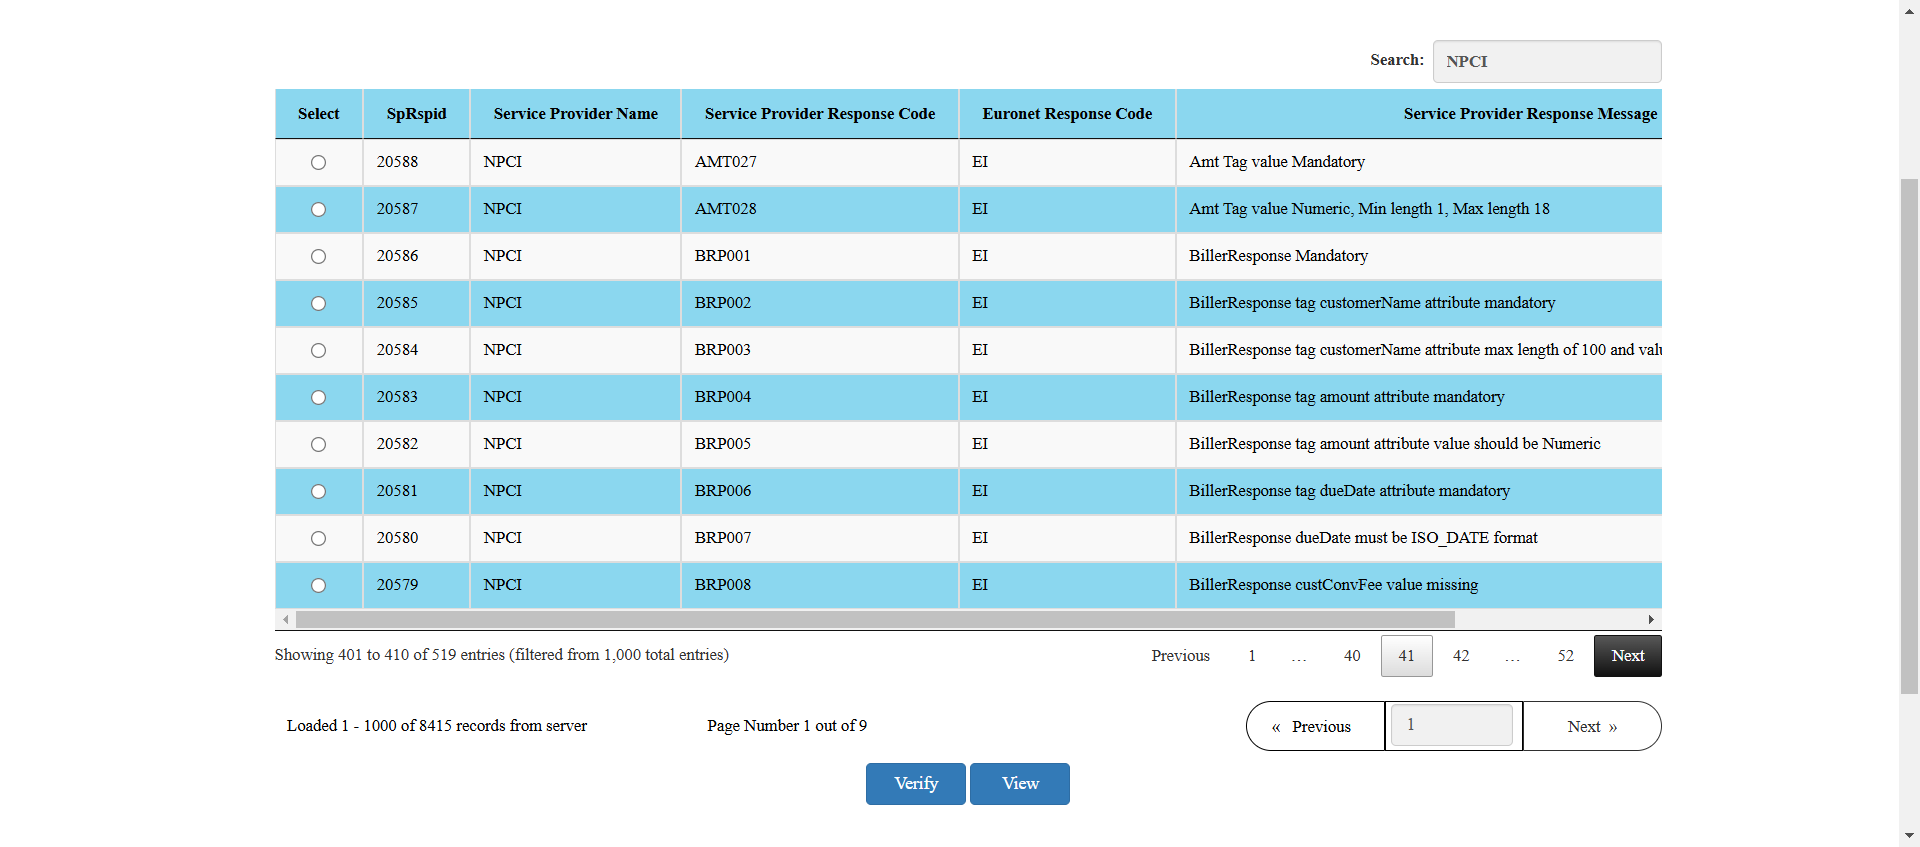 Search: NPCI
Select SpRspid Service Provider Name Service Provider Response Code Euronet Response Code Service Provider Response Message
20588 NPCI AMT027 EI Amt Tag value Mandatory
20587 NPCI AMT028 EI Amt Tag value Numeric, Min length 1, Max length 18
20586 NPCI BRP001 EI BillerResponse Mandatory
20585 NPCI BRP002 EI BillerResponse tag customerName attribute mandatory
20584 NPCI BRP003 EI BillerResponse tag customerName attribute max length of 100 and
20583 NPCI BRP004 EI BillerResponse tag amount attribute mandatory
20582 NPCI BRP005 EI BillerResponse tag amount attribute value should be Numeric
20581 NPCI BRP006 EI BillerResponse tag dueDate attribute mandatory
20580 NPCI BRP007 EI BillerResponse dueDate must be ISO_DATE format
20579 NPCI BRP008 EI BillerResponse custConvFee value missing
Showing 401 to 410 of 519 entries (filtered from 1,000 total entries) Previous 1 … 40 41 42 … 52 Next
Loaded 1 - 1000 of 8415 records from server Page Number 1 out of 9 « Previous 1 Next »
Verify View